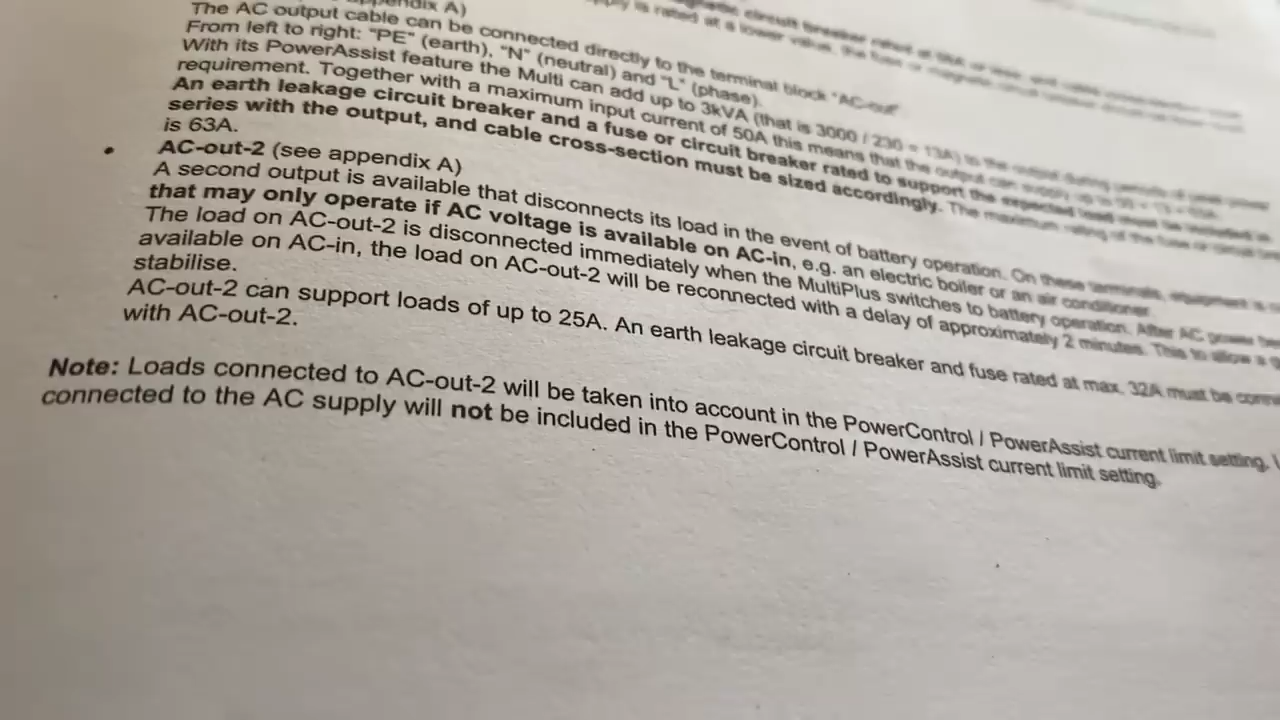 appendix A)
The AC output cable can be connected directly to the terminal block "AC-out"
From left to right: "PE" (earth), "N" (neutral) and "L" (phase).
With its PowerAssist feature the Multi can add up to 3kVA (that is 3000 / 230 = 13A) to the output during periods of peak power
requirement. Together with a maximum input current of 50A this means that the output can supply up to 50 + 13 = 63A.
An earth leakage circuit breaker and a fuse or circuit breaker rated to support the expected load must be included in
series with the output, and cable cross-section must be sized accordingly. The maximum rating of the fuse or circuit
is 63A.
• AC-out-2 (see appendix A)
A second output is available that disconnects its load in the event of battery operation. On these terminals, equipment is
that may only operate if AC voltage is available on AC-in, e.g. an electric boiler or an air conditioner.
The load on AC-out-2 is disconnected immediately when the MultiPlus switches to battery operation. After AC power
available on AC-in, the load on AC-out-2 will be reconnected with a delay of approximately 2 minutes. This to allow a
stabilise.
AC-out-2 can support loads of up to 25A. An earth leakage circuit breaker and fuse rated at max. 32A must be
with AC-out-2.
Note: Loads connected to AC-out-2 will be taken into account in the PowerControl / PowerAssist current limit setting.
connected to the AC supply will not be included in the PowerControl / PowerAssist current limit setting.